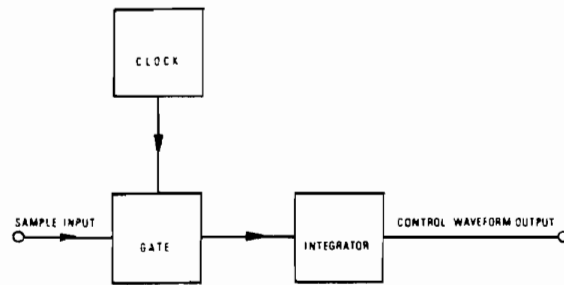 CLOCK
SAMPLE INPUT
GATE
INTEGRATOR
CONTROL WAVEFORM OUTPUT